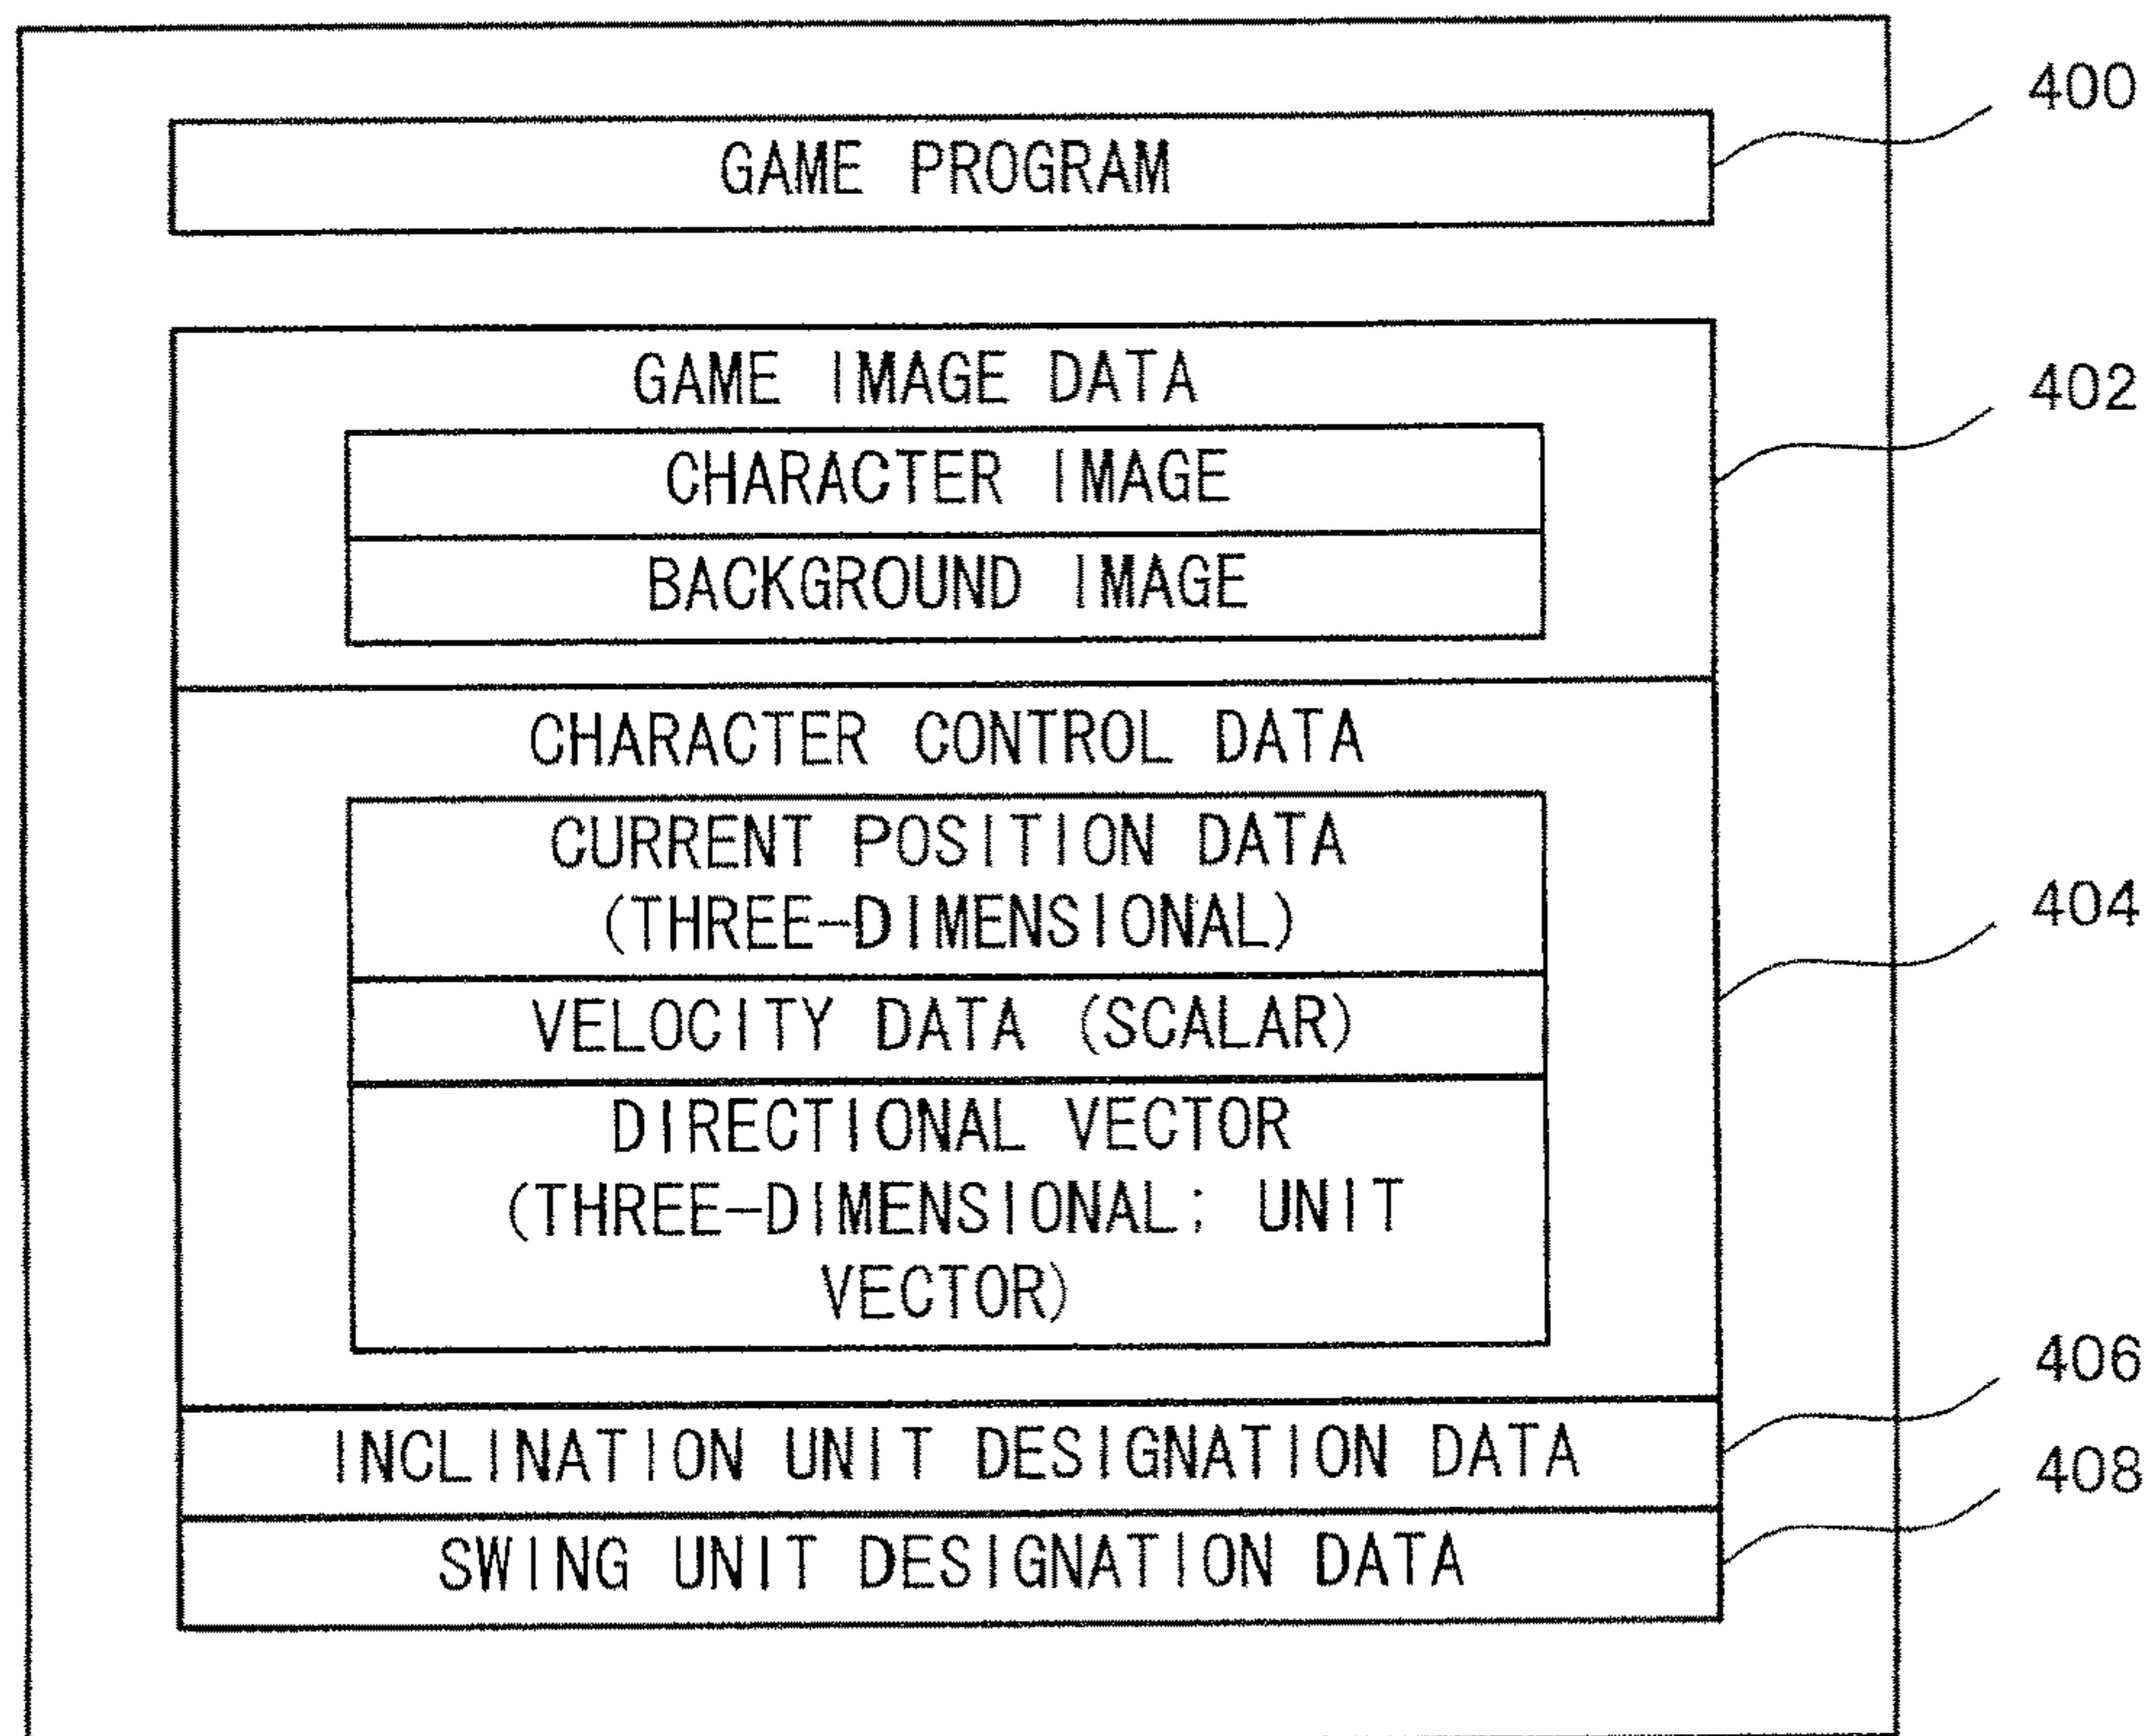 GAME PROGRAM
400
GAME IMAGE DATA
402
CHARACTER IMAGE
BACKGROUND IMAGE
CHARACTER CONTROL DATA
CURRENT POSITION DATA
(THREE-DIMENSIONAL)
404
VELOCITY DATA (SCALAR)
DIRECTIONAL VECTOR
(THREE-DIMENSIONAL; UNIT
VECTOR)
INCLINATION UNIT DESIGNATION DATA
406
SWING UNIT DESIGNATION DATA
408